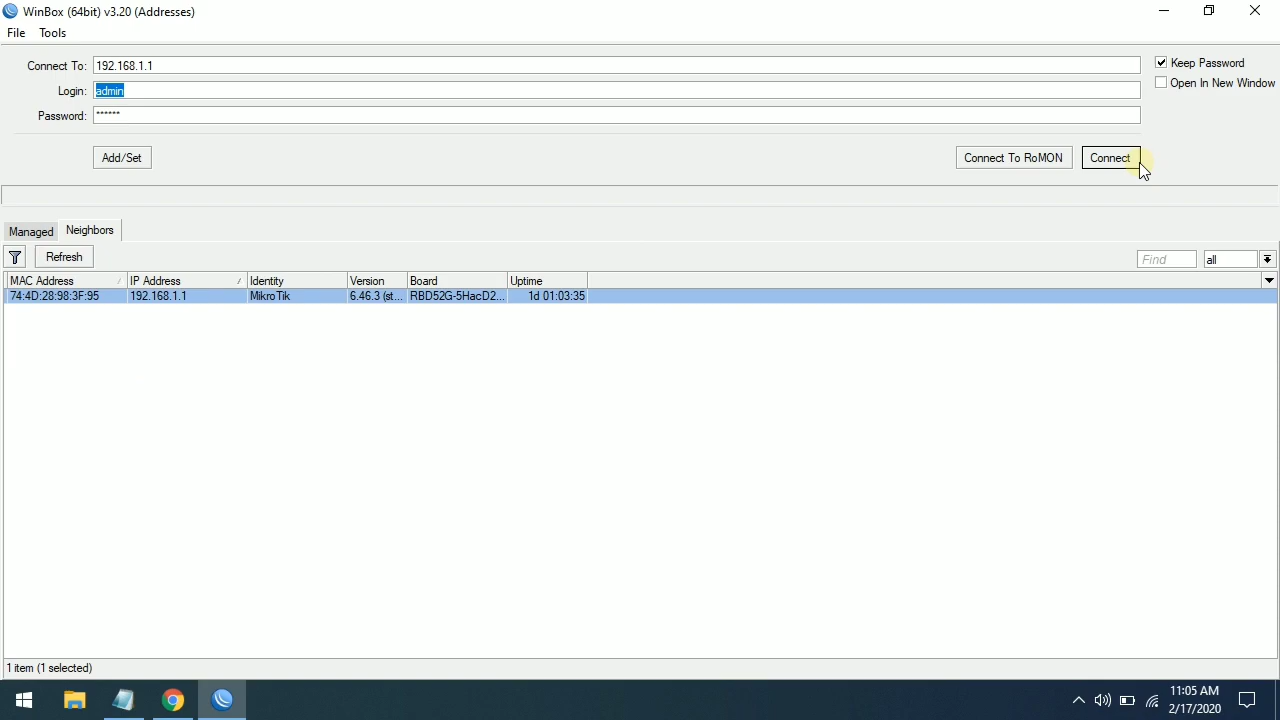 WinBox (64bit) v3.20 (Addresses)
File Tools
Connect To: 192.168.1.1
Keep Password
Login: admin
Open In New Window
Password: ******
Add/Set
Connect To RoMON
Connect
Managed Neighbors
Refresh
Find
all
MAC Address / IP Address / Identity Version Board Uptime
74:4D:28:98:3F:95 192.168.1.1 MikroTik 6.46.3 (st... RBD52G-5HacD2... 1d 01:03:35
1 item (1 selected)
11:05 AM
2/17/2020